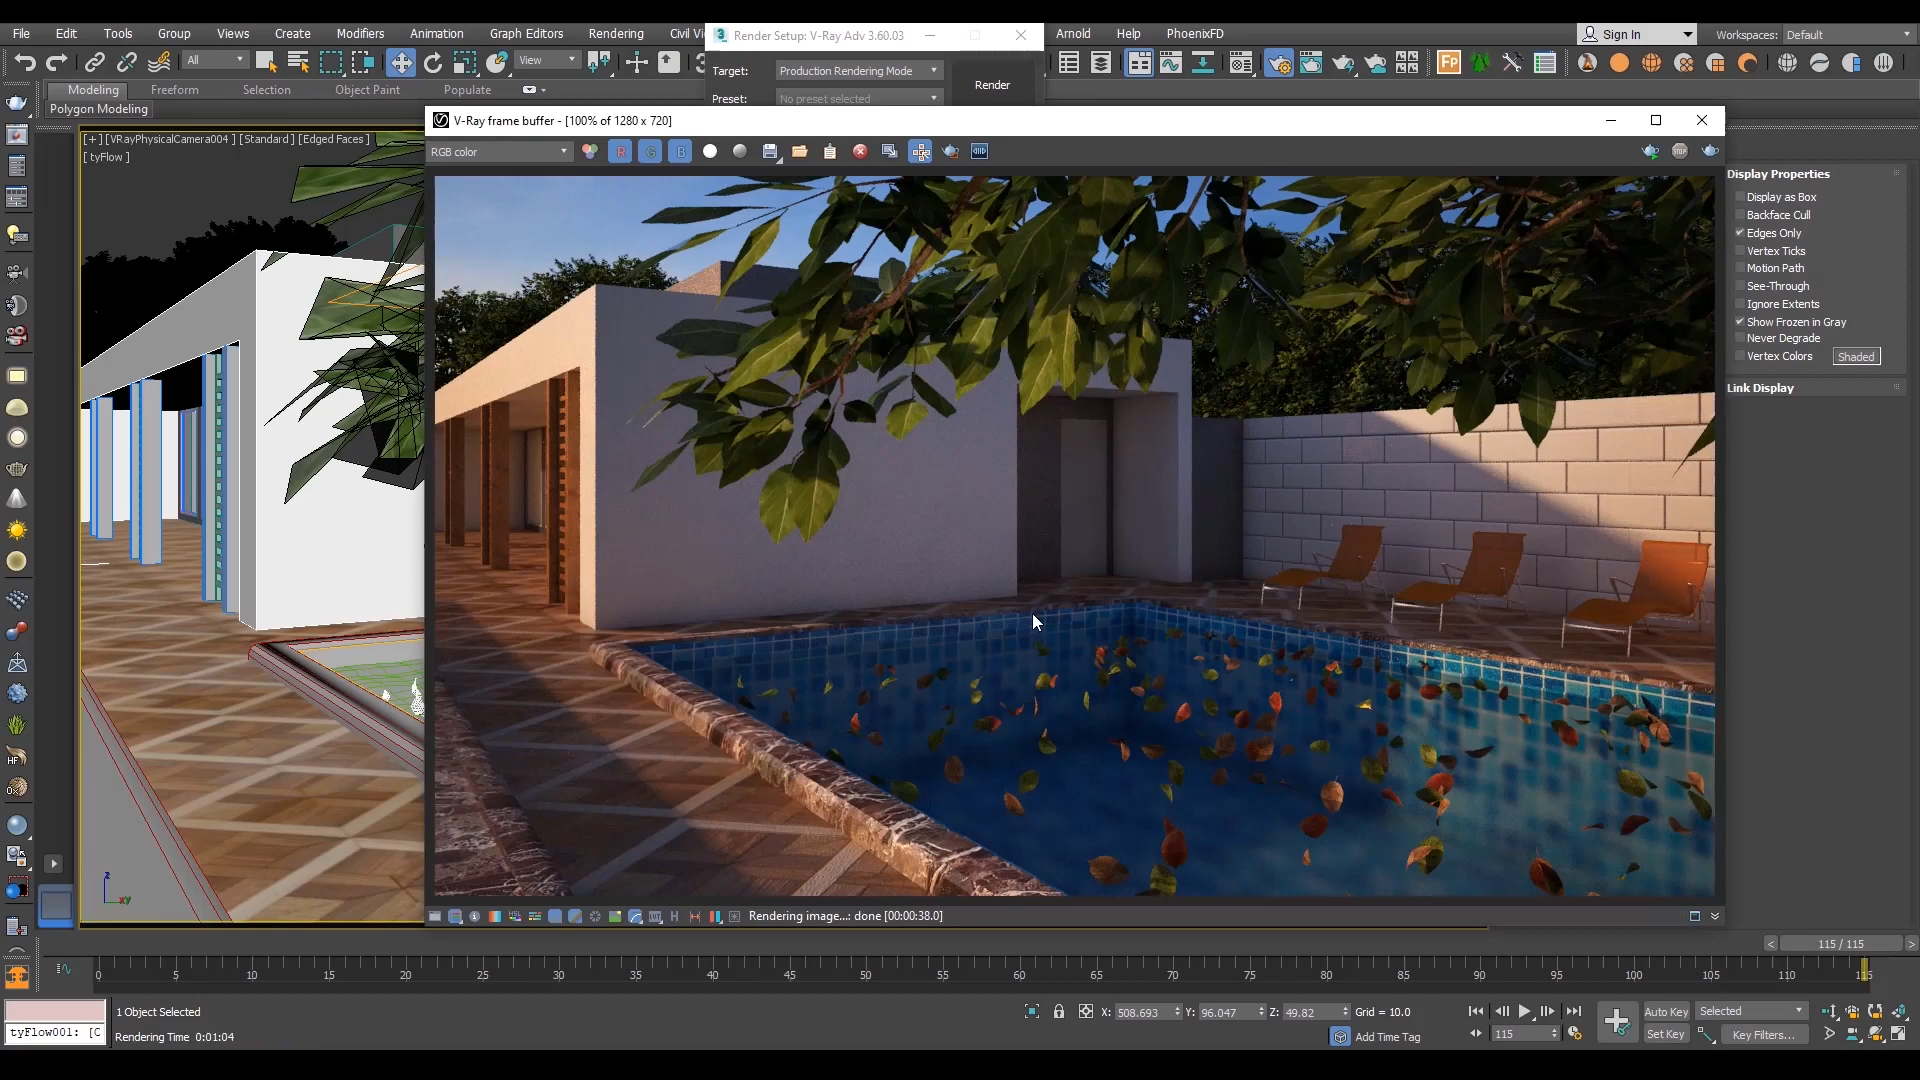 File Edit Tools Group Views Create Modifiers Animation Graph Editors Rendering Civil Vi Arnold Help PhoenixFD Sign In Workspaces: Default
Render Setup: V-Ray Adv 3.60.03
All View
Target: Production Rendering Mode Render
Preset: No preset selected
Fp
Modeling Freeform Selection Object Paint Populate
Polygon Modeling
V-Ray frame buffer - [100% of 1280 x 720]
[+] [VRayPhysicalCamera004 ] [Standard ] [Edged Faces ]
[ tyFlow ]
RGB color R G B STOP
Display Properties
Display as Box
Backface Cull
Edges Only
Vertex Ticks
Motion Path
See-Through
Ignore Extents
Show Frozen in Gray
Never Degrade
Vertex Colors Shaded
Link Display
HF
z
xy
Rendering image...: done [00:00:38.0]
< 115 / 115 >
0 5 10 15 20 25 30 35 40 45 50 55 60 65 70 75 80 85 90 95 100 105 110 115
1 Object Selected X: 508.693 Y: 96.047 Z: 49.82 Grid = 10.0 Auto Key Selected
tyFlow001: [C Rendering Time 0:01:04 Add Time Tag 115 Set Key Key Filters...